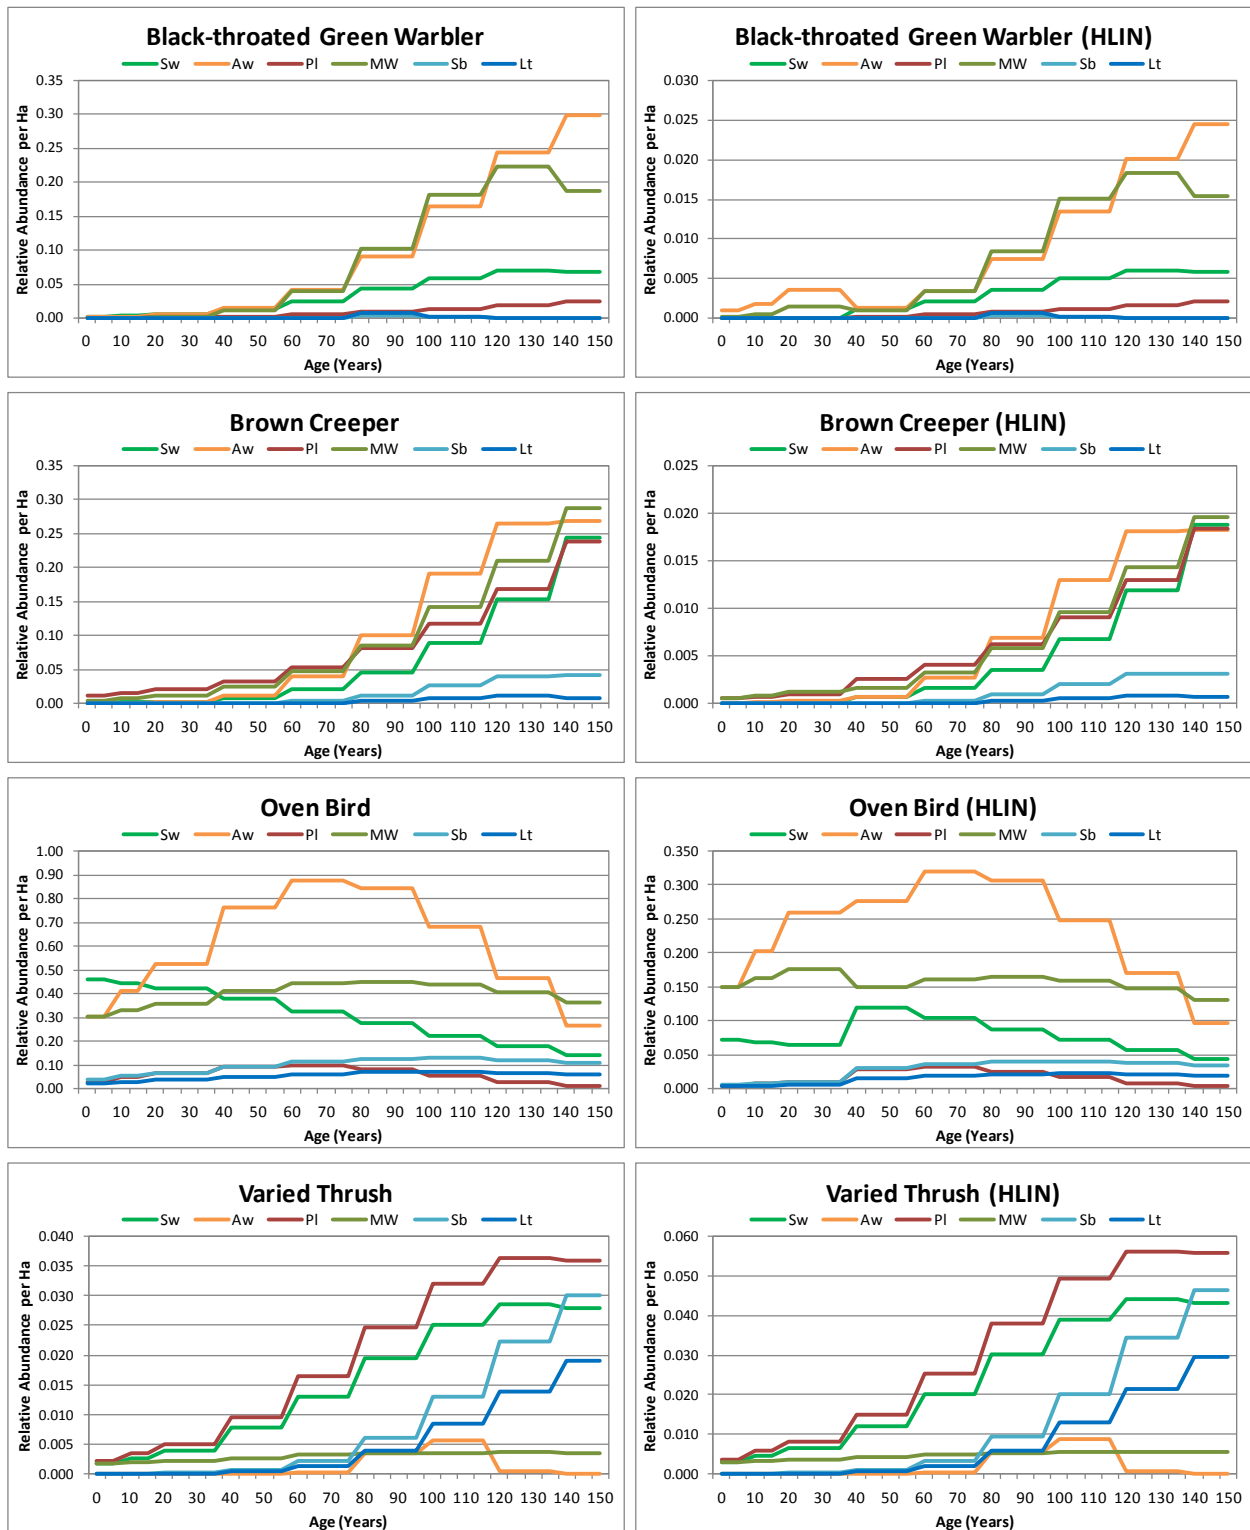 Black-throated Green Warbler
Sw Aw Pl MW Sb Lt
Relative Abundance per Ha
0.35
0.30
0.25
0.20
0.15
0.10
0.05
0.00
0 10 20 30 40 50 60 70 80 90 100 110 120 130 140 150
Age (Years)
Black-throated Green Warbler (HLIN)
Sw Aw Pl MW Sb Lt
Relative Abundance per Ha
0.030
0.025
0.020
0.015
0.010
0.005
0.000
0 10 20 30 40 50 60 70 80 90 100 110 120 130 140 150
Age (Years)
Brown Creeper
Sw Aw Pl MW Sb Lt
Relative Abundance per Ha
0.35
0.30
0.25
0.20
0.15
0.10
0.05
0.00
0 10 20 30 40 50 60 70 80 90 100 110 120 130 140 150
Age (Years)
Brown Creeper (HLIN)
Sw Aw Pl MW Sb Lt
Relative Abundance per Ha
0.025
0.020
0.015
0.010
0.005
0.000
0 10 20 30 40 50 60 70 80 90 100 110 120 130 140 150
Age (Years)
Oven Bird
Sw Aw Pl MW Sb Lt
Relative Abundance per Ha
1.00
0.90
0.80
0.70
0.60
0.50
0.40
0.30
0.20
0.10
0.00
0 10 20 30 40 50 60 70 80 90 100 110 120 130 140 150
Age (Years)
Oven Bird (HLIN)
Sw Aw Pl MW Sb Lt
Relative Abundance per Ha
0.350
0.300
0.250
0.200
0.150
0.100
0.050
0.000
0 10 20 30 40 50 60 70 80 90 100 110 120 130 140 150
Age (Years)
Varied Thrush
Sw Aw Pl MW Sb Lt
Relative Abundance per Ha
0.040
0.035
0.030
0.025
0.020
0.015
0.010
0.005
0.000
0 10 20 30 40 50 60 70 80 90 100 110 120 130 140 150
Age (Years)
Varied Thrush (HLIN)
Sw Aw Pl MW Sb Lt
Relative Abundance per Ha
0.060
0.050
0.040
0.030
0.020
0.010
0.000
0 10 20 30 40 50 60 70 80 90 100 110 120 130 140 150
Age (Years)